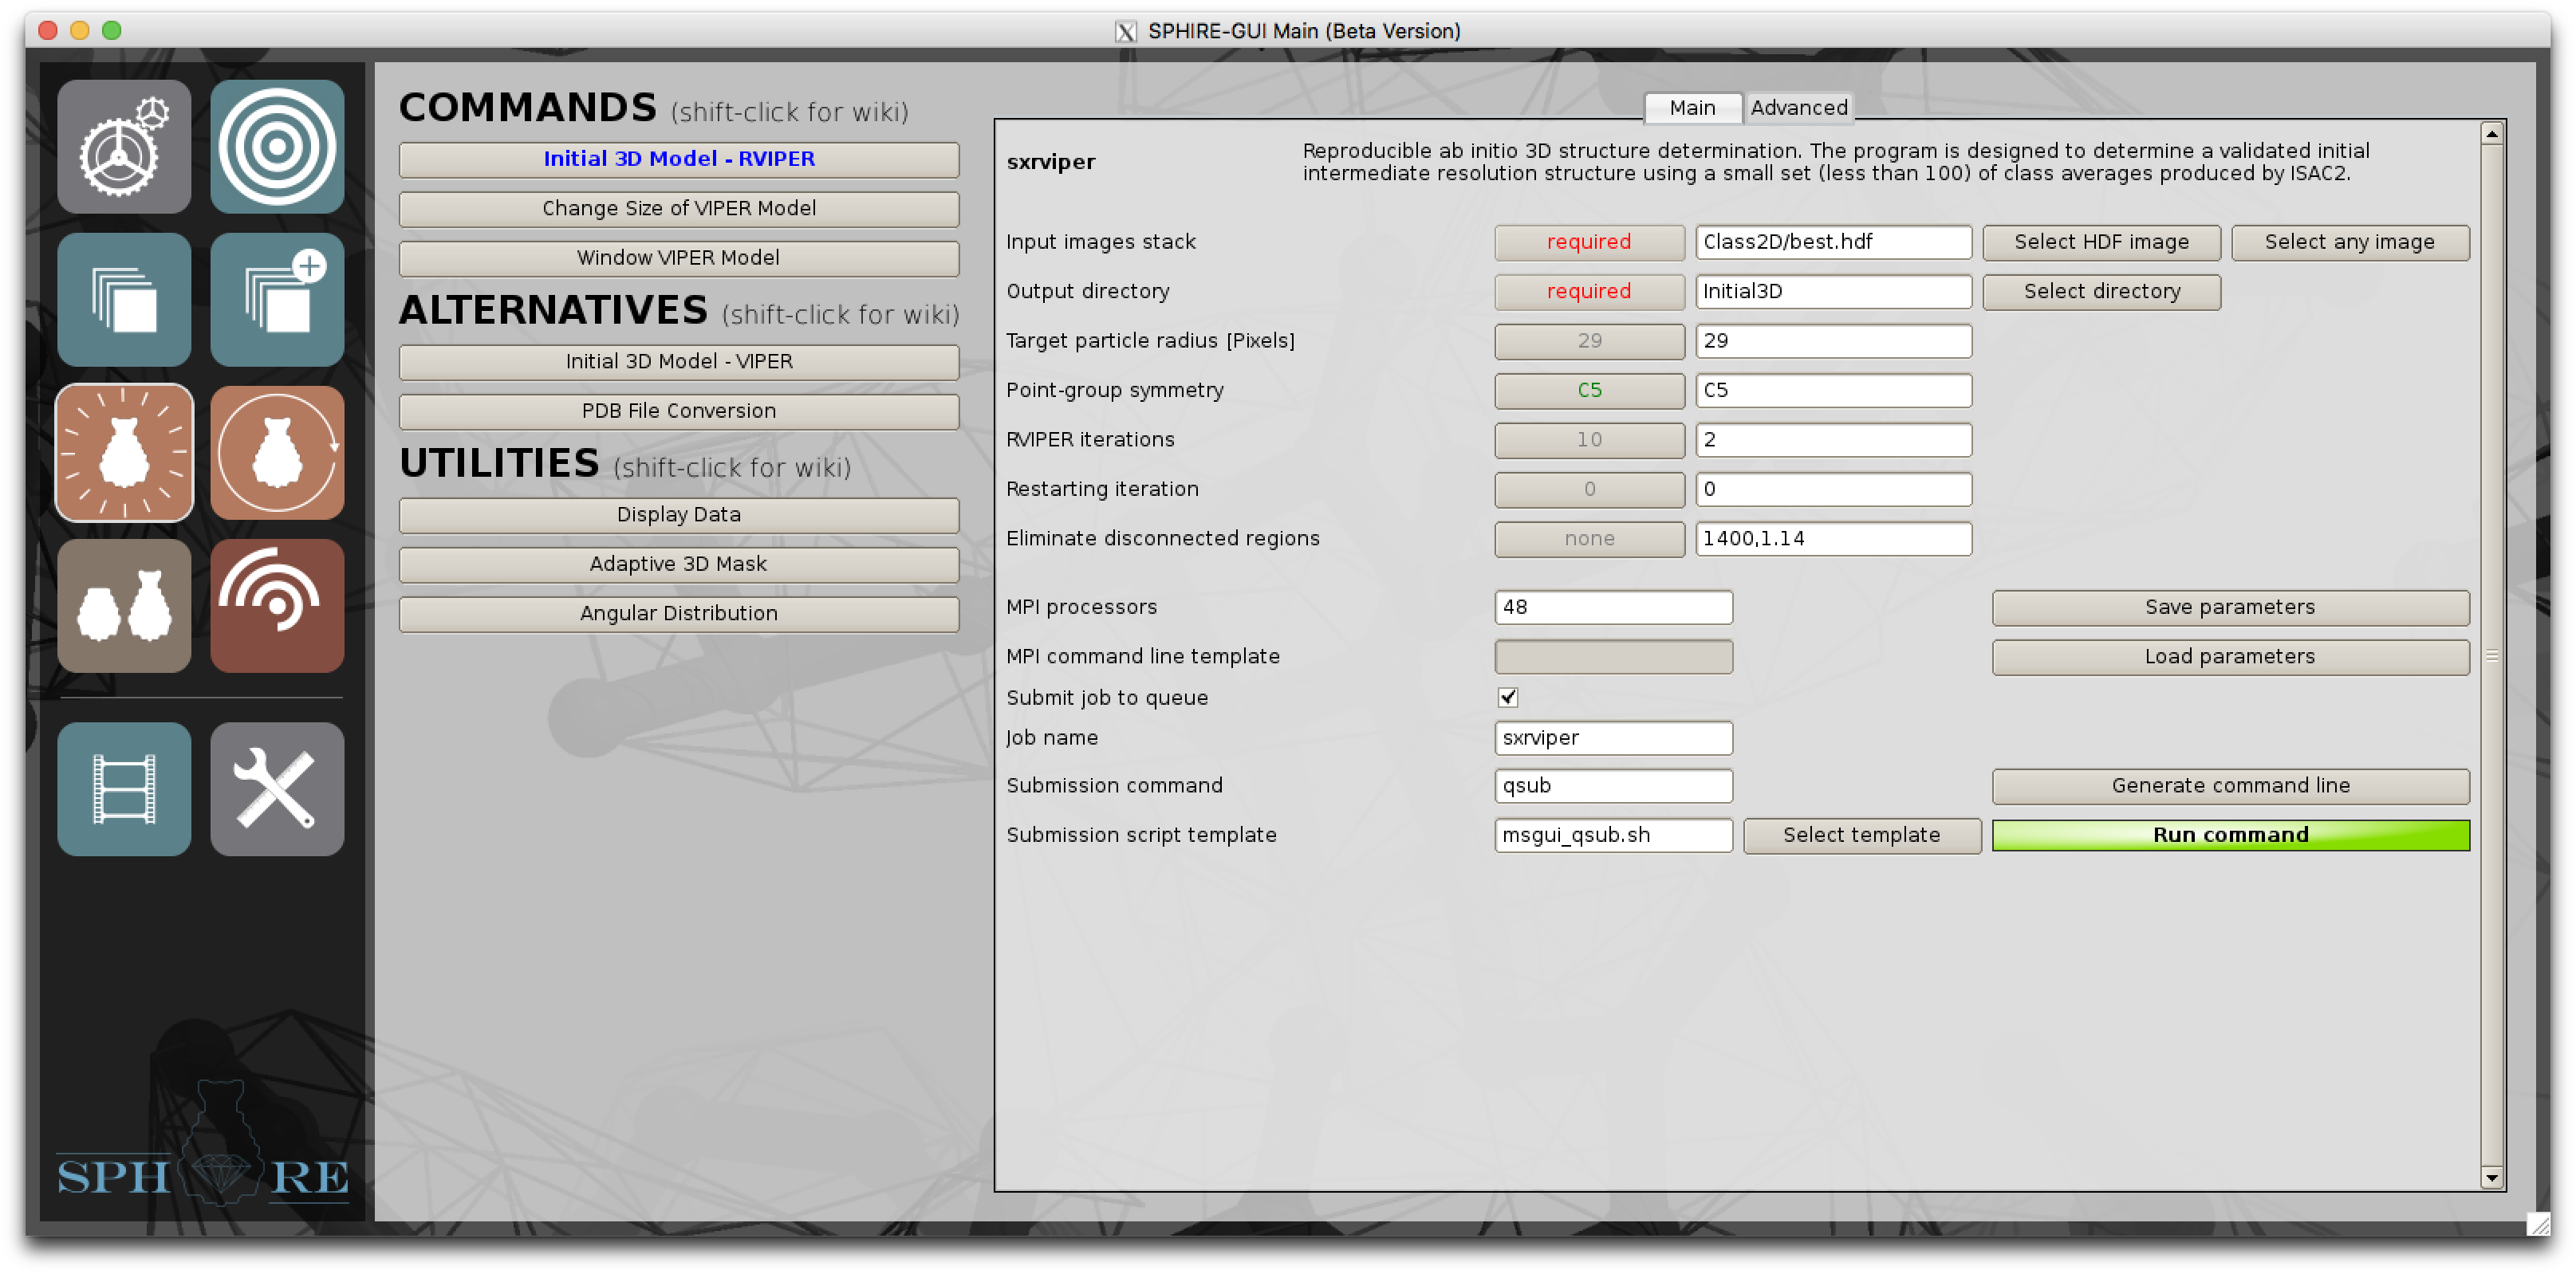 SPHIRE-GUI Main (Beta Version)
COMMANDS (shift-click for wiki)
Initial 3D Model - RVIPER
Change Size of VIPER Model
Window VIPER Model
ALTERNATIVES (shift-click for wiki)
Initial 3D Model - VIPER
PDB File Conversion
UTILITIES (shift-click for wiki)
Display Data
Adaptive 3D Mask
Angular Distribution
Main Advanced
sxrviper
Reproducible ab initio 3D structure determination. The program is designed to determine a validated initial
intermediate resolution structure using a small set (less than 100) of class averages produced by ISAC2.
Input images stack required Class2D/best.hdf Select HDF image Select any image
Output directory required Initial3D Select directory
Target particle radius [Pixels] 29 29
Point-group symmetry C5 C5
RVIPER iterations 10 2
Restarting iteration 0 0
Eliminate disconnected regions none 1400,1.14
MPI processors 48 Save parameters
MPI command line template Load parameters
Submit job to queue
Job name sxrviper
Submission command qsub Generate command line
Submission script template msgui_qsub.sh Select template Run command
SPH RE